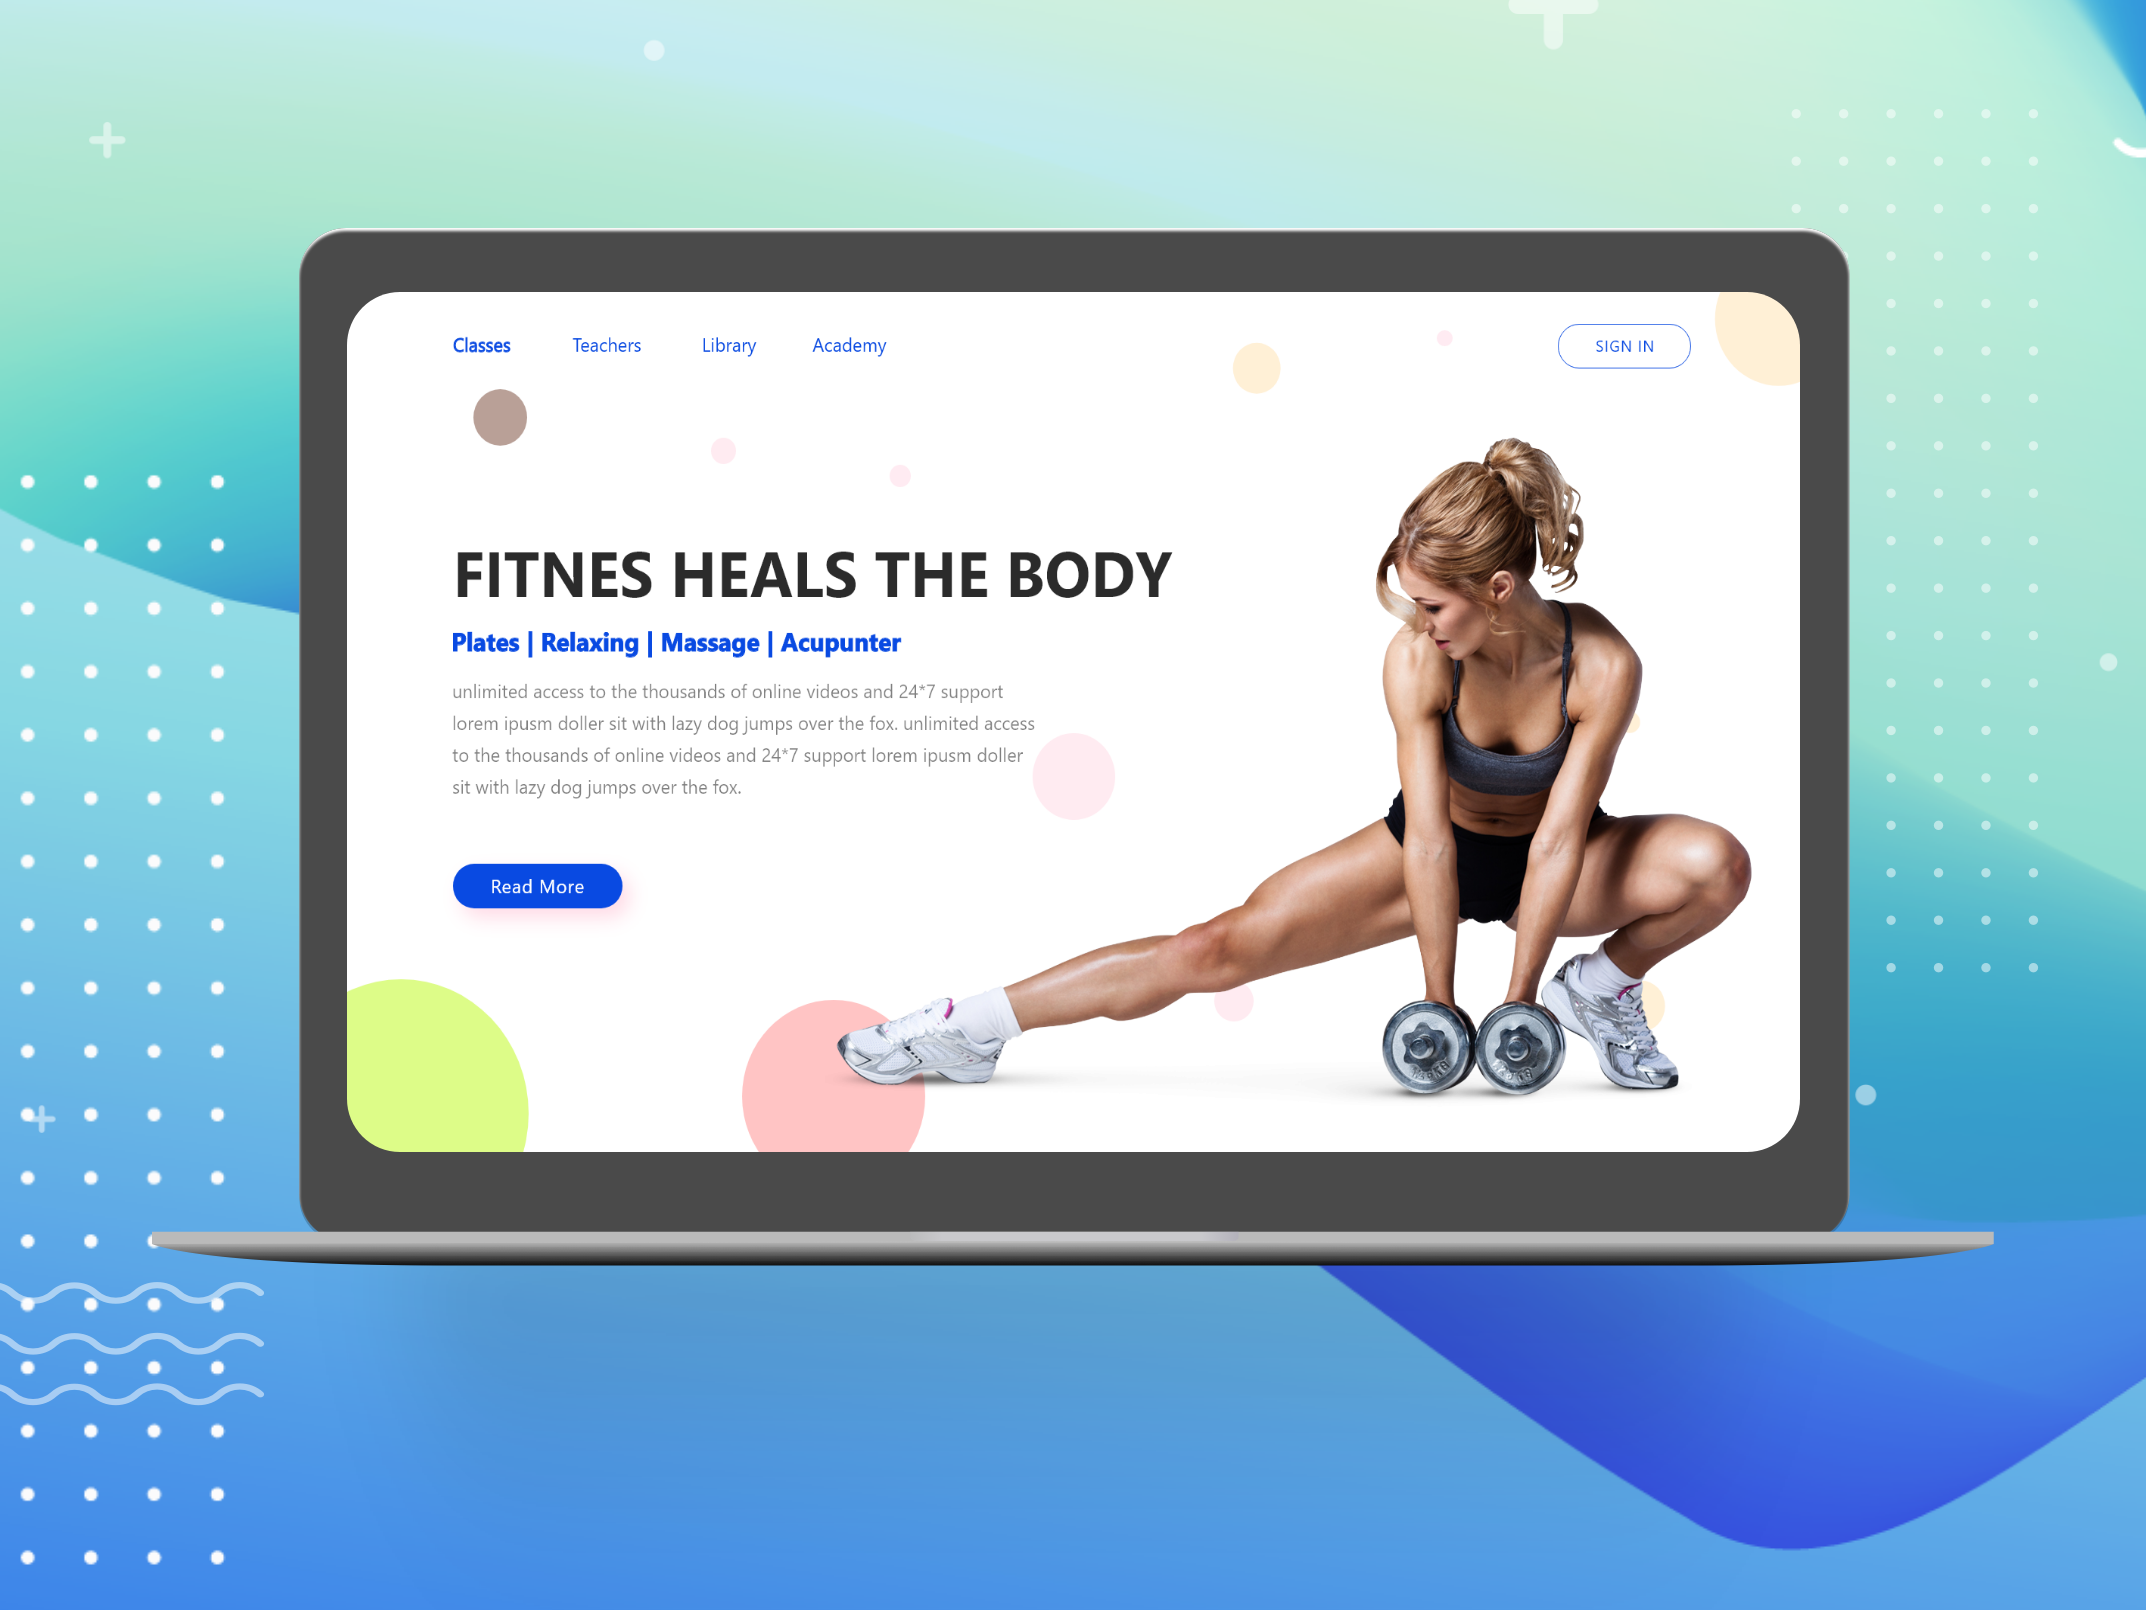 Classes Teachers Library Academy SIGN IN
FITNES HEALS THE BODY
Plates | Relaxing | Massage | Acupunter
unlimited access to the thousands of online videos and 24*7 support
lorem ipusm doller sit with lazy dog jumps over the fox. unlimited access
to the thousands of online videos and 24*7 support lorem ipusm doller
sit with lazy dog jumps over the fox.
Read More